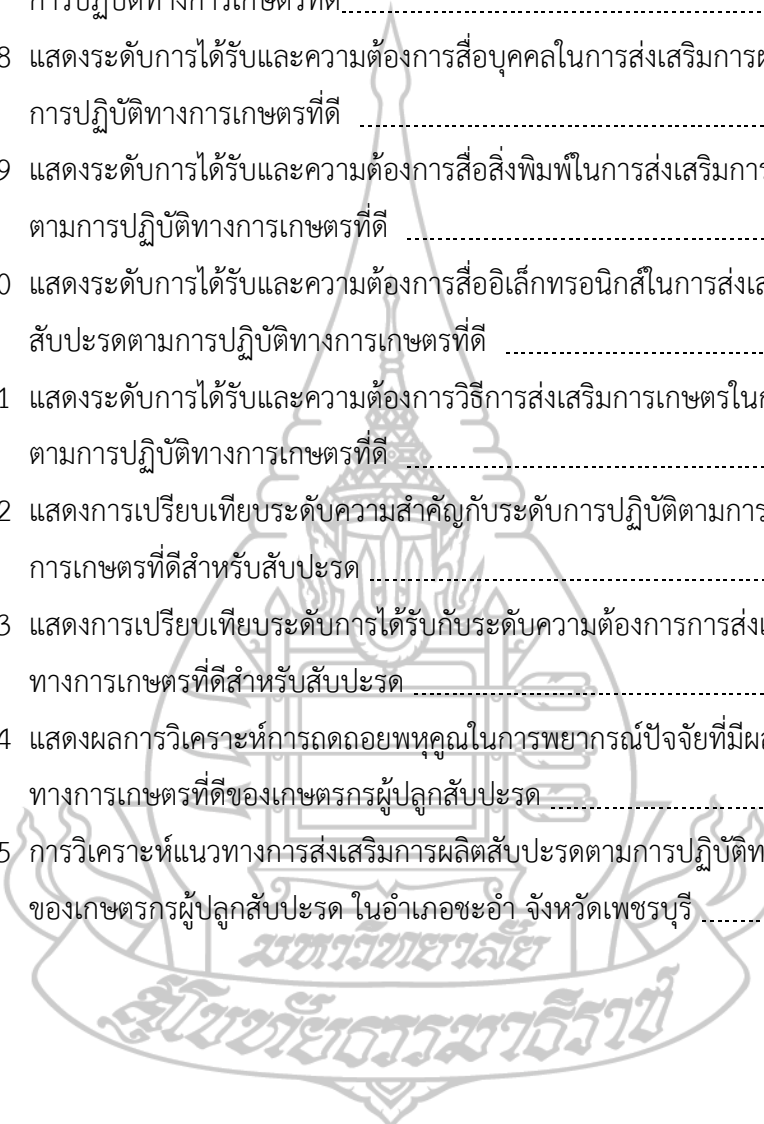 การปฏิบัติทางการเกษตรที่ดี
8 แสดงระดับการได้รับและความต้องการสื่อบุคคลในการส่งเสริมการผ
การปฏิบัติทางการเกษตรที่ดี
9 แสดงระดับการได้รับและความต้องการสื่อสิ่งพิมพ์ในการส่งเสริมการ
ตามการปฏิบัติทางการเกษตรที่ดี
0 แสดงระดับการได้รับและความต้องการสื่ออิเล็กทรอนิกส์ในการส่งเส
สับปะรดตามการปฏิบัติทางการเกษตรที่ดี
1 แสดงระดับการได้รับและความต้องการวิธีการส่งเสริมการเกษตรในก
ตามการปฏิบัติทางการเกษตรที่ดี
2 แสดงการเปรียบเทียบระดับความสำคัญกับระดับการปฏิบัติตามการ
การเกษตรที่ดีสำหรับสับปะรด
3 แสดงการเปรียบเทียบระดับการได้รับกับระดับความต้องการการส่งเ
ทางการเกษตรที่ดีสำหรับสับปะรด
4 แสดงผลการวิเคราะห์การถดถอยพหุคูณในการพยากรณ์ปัจจัยที่มีผล
ทางการเกษตรที่ดีของเกษตรกรผู้ปลูกสับปะรด
5 การวิเคราะห์แนวทางการส่งเสริมการผลิตสับปะรดตามการปฏิบัติท
ของเกษตรกรผู้ปลูกสับปะรด ในอำเภอชะอำ จังหวัดเพชรบุรี
มหาวิทยาลัย
สุโขทัยธรรมาธิราช